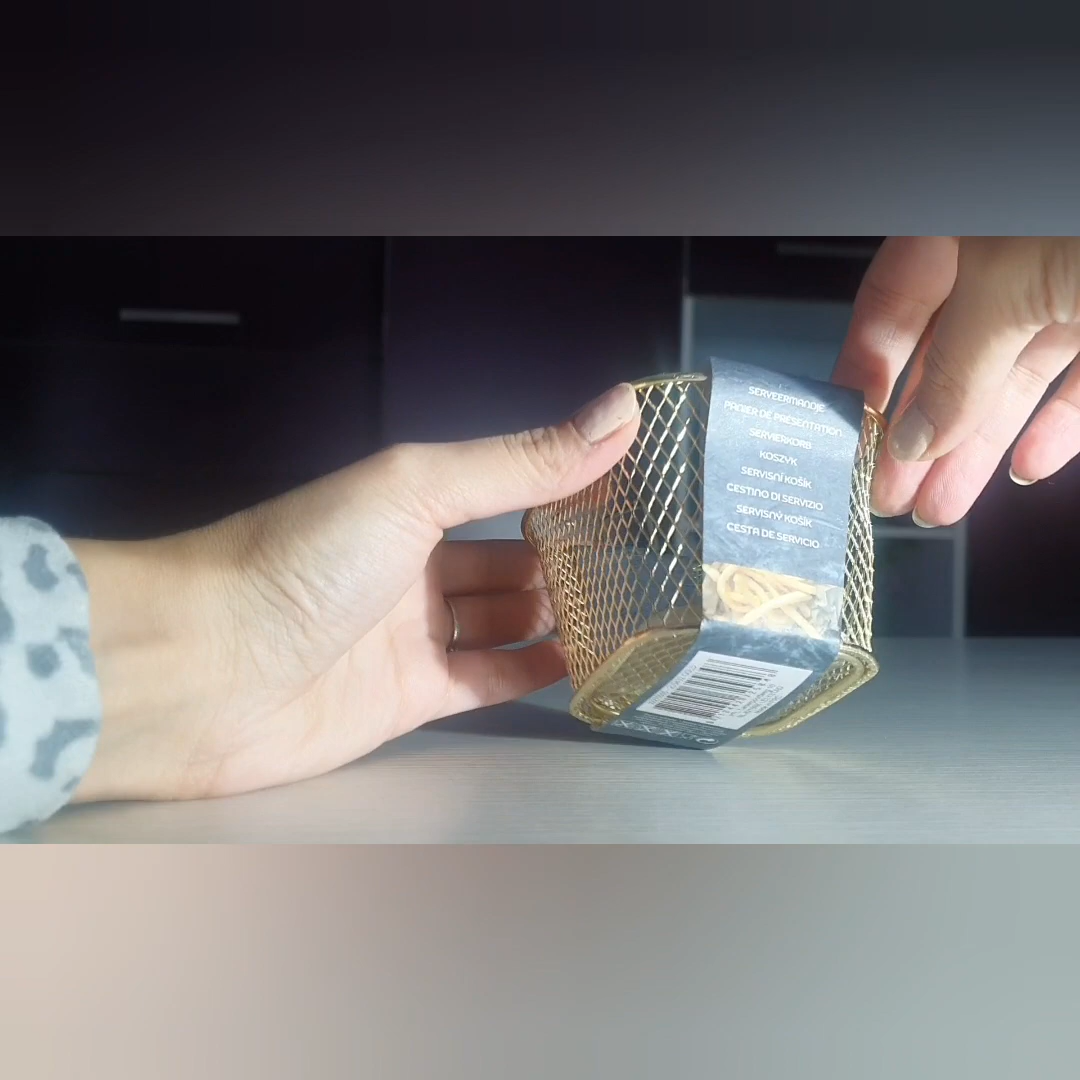 SERVEERMANDJE
PANIER DE PRÉSENTATION
SERVIERKORB
KOSZYK
SERVISNÍ KOŠÍK
CESTINO DI SERVIZIO
SERVISNÝ KOŠÍK
CESTA DE SERVICIO